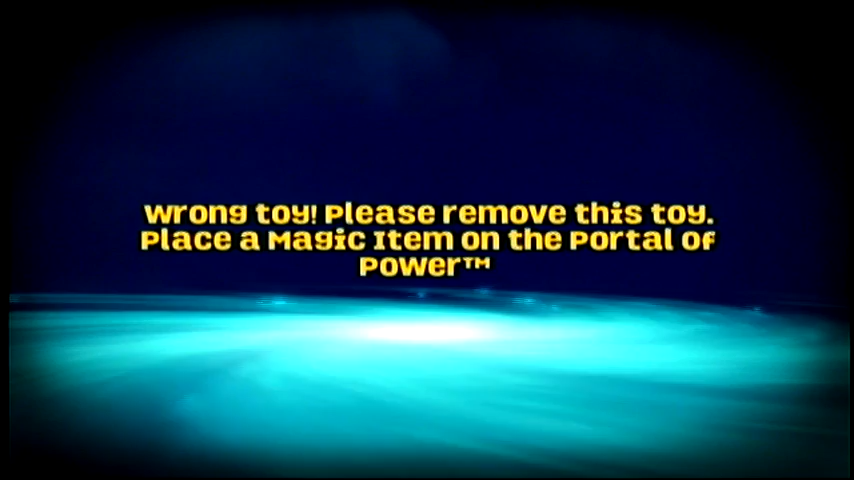 Wrong toy! Please remove this toy.
Place a Magic Item on the Portal of
Power™